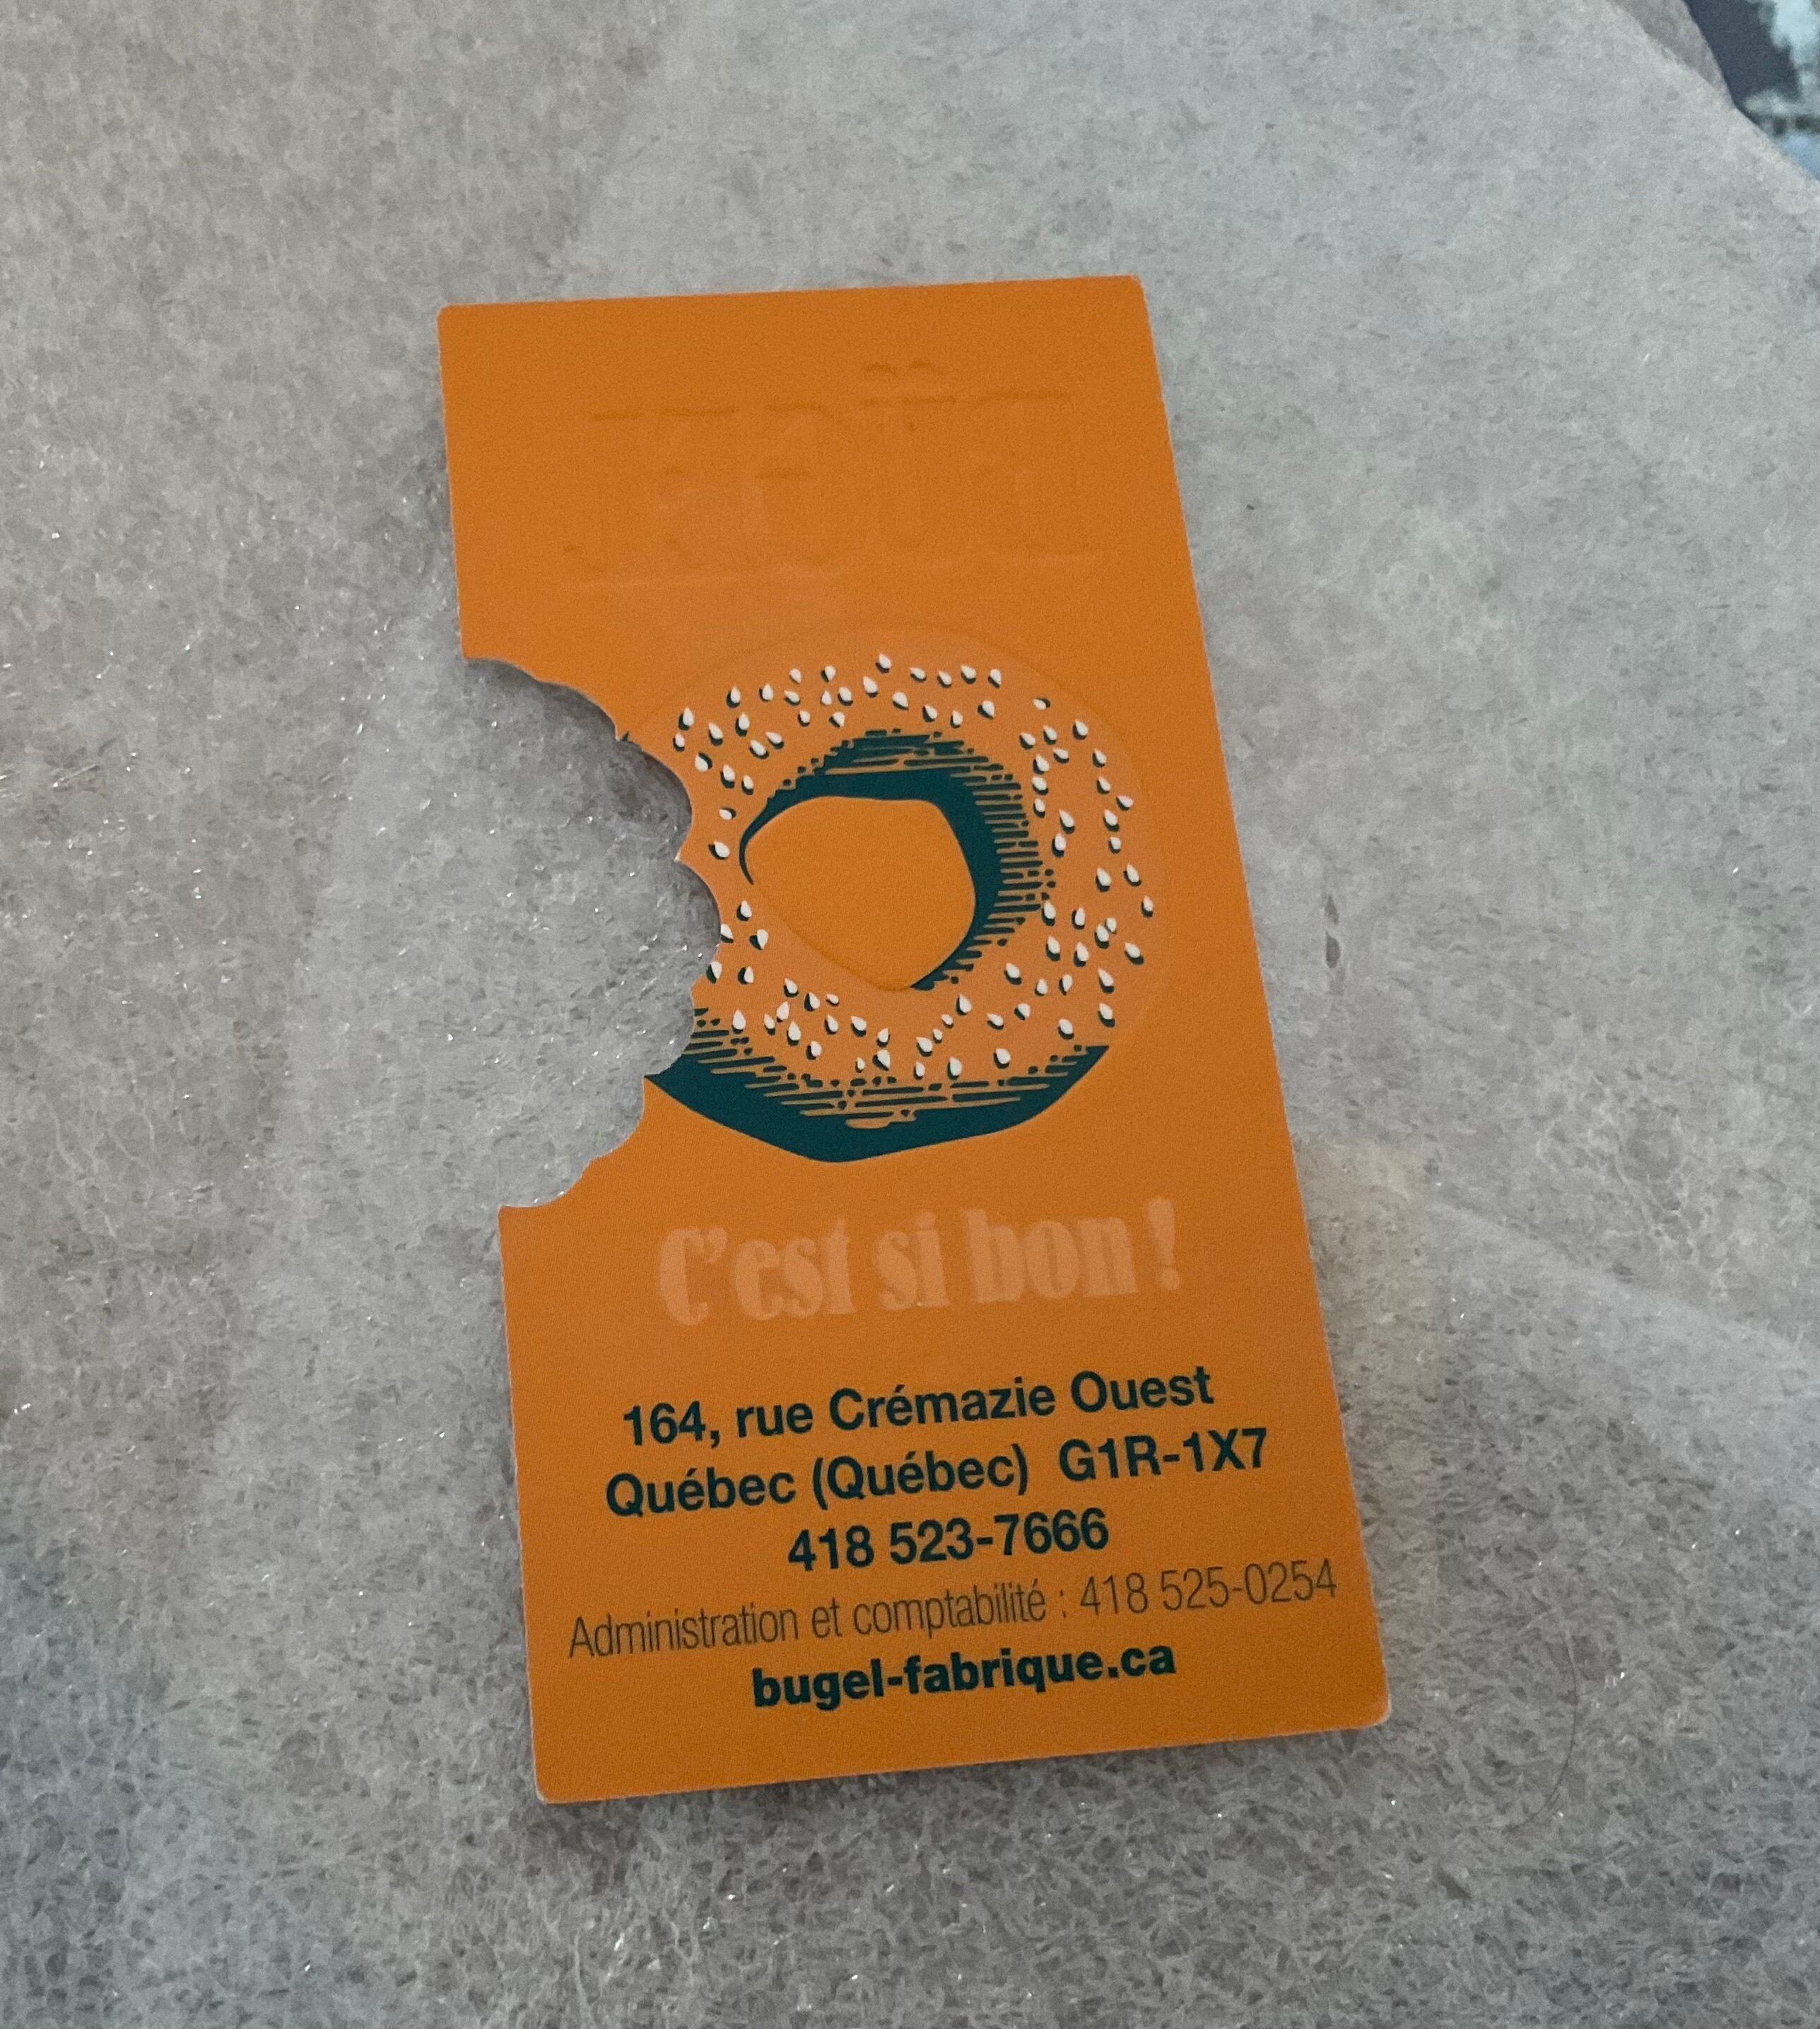 C'est si bon !
164, rue Crémazie Ouest
Québec (Québec) G1R-1X7
418 523-7666
Administration et comptabilité : 418 525-0254
bugel-fabrique.ca